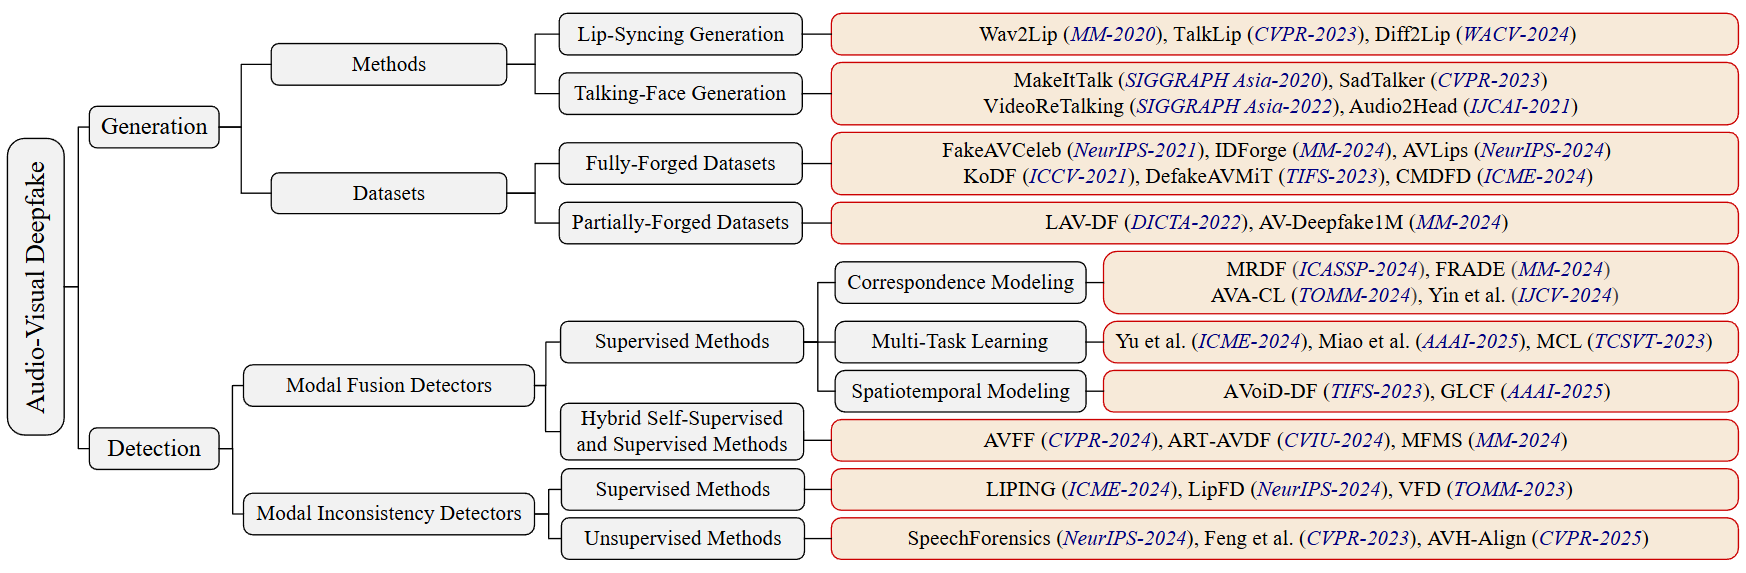 Audio-Visual Deepfake
Generation
Methods
Lip-Syncing Generation
Wav2Lip (MM-2020), TalkLip (CVPR-2023), Diff2Lip (WACV-2024)
Talking-Face Generation
MakeItTalk (SIGGRAPH Asia-2020), SadTalker (CVPR-2023)
VideoReTalking (SIGGRAPH Asia-2022), Audio2Head (IJCAI-2021)
Datasets
Fully-Forged Datasets
FakeAVCeleb (NeurIPS-2021), IDForge (MM-2024), AVLips (NeurIPS-2024)
KoDF (ICCV-2021), DefakeAVMiT (TIFS-2023), CMDFD (ICME-2024)
Partially-Forged Datasets
LAV-DF (DICTA-2022), AV-Deepfake1M (MM-2024)
Detection
Modal Fusion Detectors
Supervised Methods
Correspondence Modeling
MRDF (ICASSP-2024), FRADE (MM-2024)
AVA-CL (TOMM-2024), Yin et al. (IJCV-2024)
Multi-Task Learning
Yu et al. (ICME-2024), Miao et al. (AAAI-2025), MCL (TCSVT-2023)
Spatiotemporal Modeling
AVoiD-DF (TIFS-2023), GLCF (AAAI-2025)
Hybrid Self-Supervised
and Supervised Methods
AVFF (CVPR-2024), ART-AVDF (CVIU-2024), MFMS (MM-2024)
Modal Inconsistency Detectors
Supervised Methods
LIPING (ICME-2024), LipFD (NeurIPS-2024), VFD (TOMM-2023)
Unsupervised Methods
SpeechForensics (NeurIPS-2024), Feng et al. (CVPR-2023), AVH-Align (CVPR-2025)